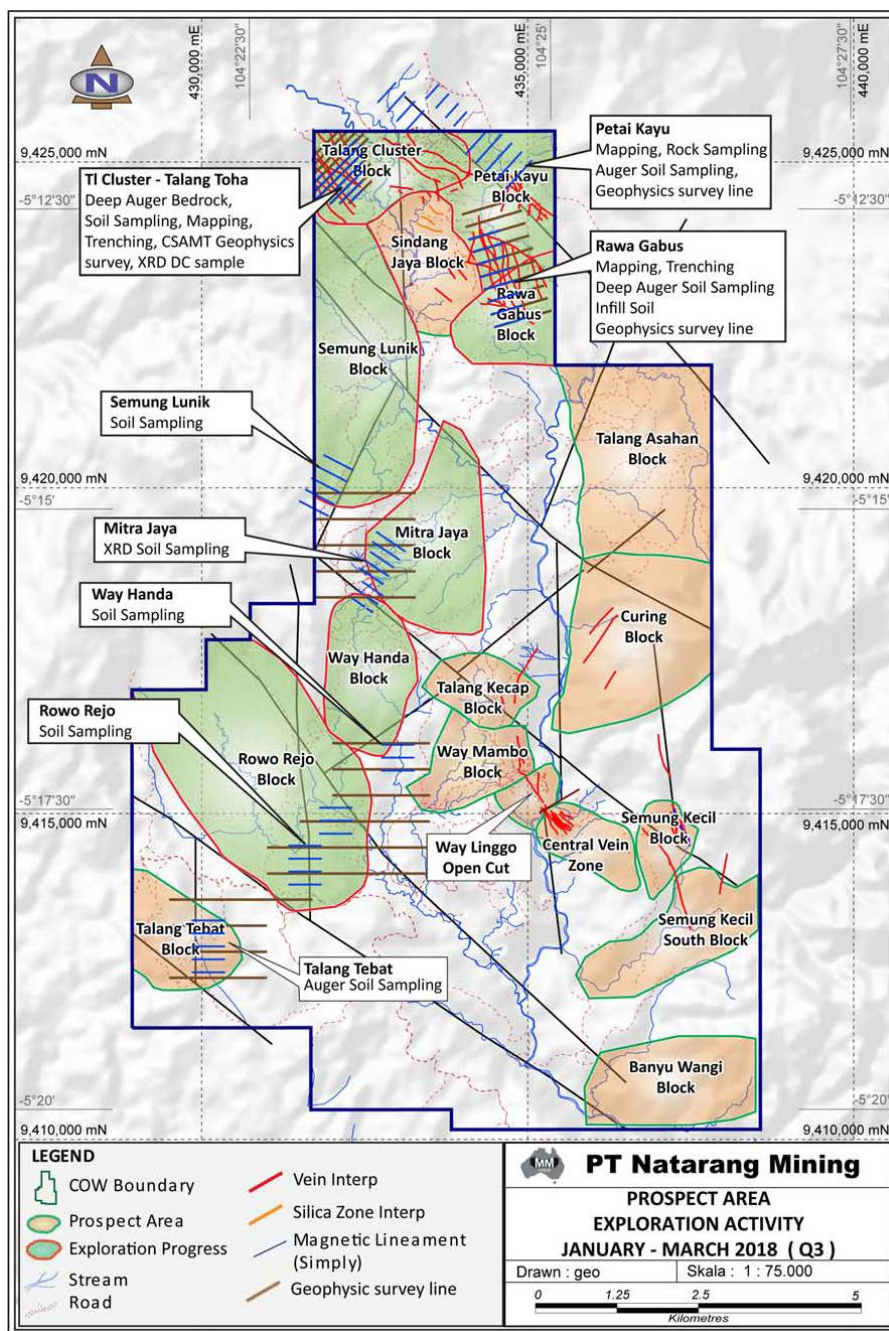 430,000 mE
104°22'30"
435,000 mE
104°25'
104°27'30"
440,000 mE
N
9,425,000 mN
-5°12'30"
9,425,000 mN
-5°12'30"
Talang Cluster
Block
Petai Kayu
Block
Petai Kayu
Mapping, Rock Sampling
Auger Soil Sampling,
Geophysics survey line
Tl Cluster - Talang Toha
Deep Auger Bedrock,
Soil Sampling, Mapping,
Trenching, CSAMT Geophysics
survey, XRD DC sample
Sindang
Jaya Block
Rawa Gabus
Mapping, Trenching
Deep Auger Soil Sampling
Infill Soil
Geophysics survey line
Rawa
Gabus
Block
Semung Lunik
Block
Semung Lunik
Soil Sampling
Talang Asahan
Block
9,420,000 mN
-5°15'
9,420,000 mN
-5°15'
Mitra Jaya
XRD Soil Sampling
Mitra Jaya
Block
Way Handa
Soil Sampling
Curing
Block
Way Handa
Block
Talang Kecap
Block
Rowo Rejo
Soil Sampling
Rowo Rejo
Block
Way Mambo
Block
-5°17'30"
9,415,000 mN
-5°17'30"
9,415,000 mN
Semung Kecil
Block
Way Linggo
Open Cut
Central Vein
Zone
Semung Kecil
South Block
Talang Tebat
Block
Talang Tebat
Auger Soil Sampling
Banyu Wangi
Block
-5°20'
9,410,000 mN
-5°20'
9,410,000 mN
LEGEND
COW Boundary
Prospect Area
Exploration Progress
Stream
Road
Vein Interp
Silica Zone Interp
Magnetic Lineament
(Simply)
Geophysic survey line
MM
PT Natarang Mining
PROSPECT AREA
EXPLORATION ACTIVITY
JANUARY - MARCH 2018 ( Q3 )
Drawn : geo
Skala : 1 : 75.000
0 1.25 2.5 5
Kilometres